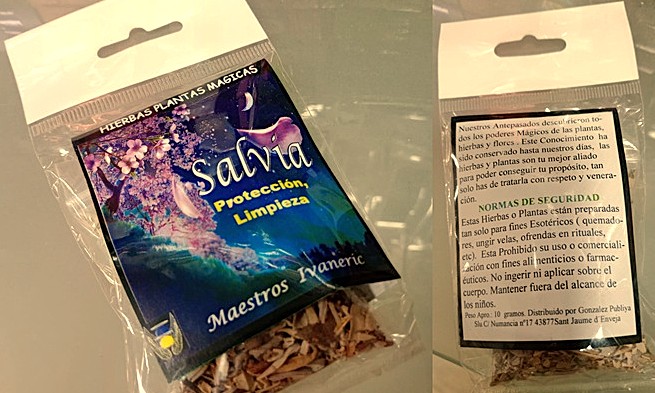 HIERBAS PLANTAS MAGICAS
Salvia
Protección,
Limpieza
Maestros Ivaneric
Nuestros Antepasados descubrieron to-
dos los poderes Mágicos de las plantas,
hierbas y flores . Este Conocimiento ha
sido conservado hasta nuestros días, las
hierbas y plantas son tu mejor aliado
para poder conseguir tu propósito, tan
solo has de tratarla con respeto y venera-
ción.
NORMAS DE SEGURIDAD
Estas Hierbas o Plantas están preparadas
tan solo para fines Esotéricos ( quemado-
res, ungir velas, ofrendas en rituales,
etc). Esta Prohibido su uso o comerciali-
zación con fines alimenticios o farmac-
éuticos. No ingerir ni aplicar sobre el
cuerpo. Mantener fuera del alcance de
los niños.
Peso Apro.: 10 gramos. Distribuido por Gonzalez Publiya
Slu.C/ Numancia nº17 43877Sant Jaume d´Enveja